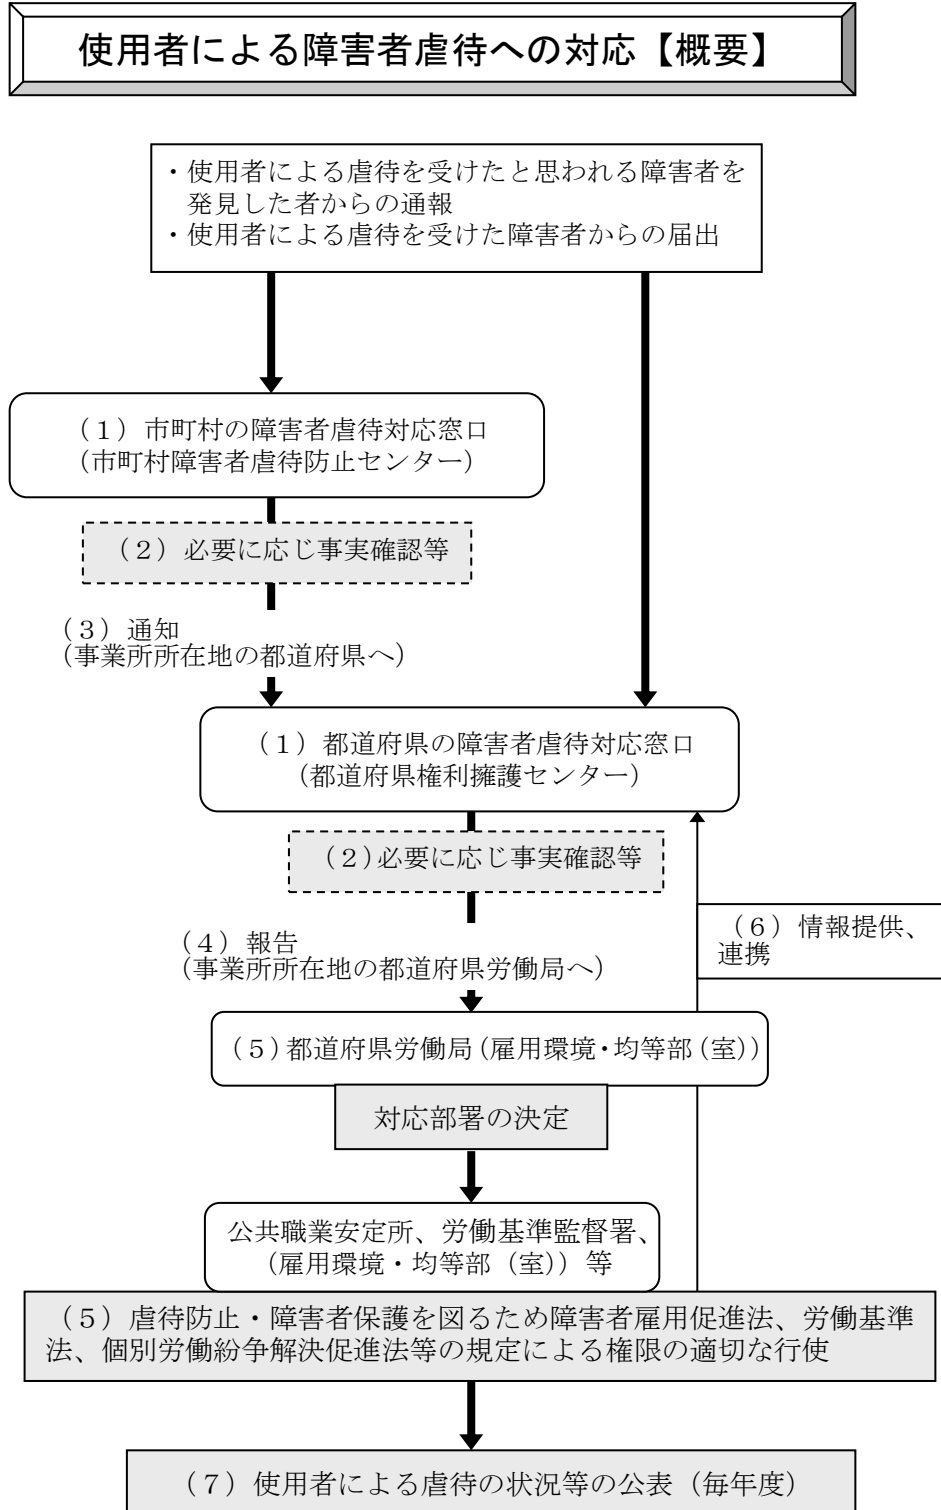 使用者による障害者虐待への対応【概要】
・使用者による虐待を受けたと思われる障害者を
発見した者からの通報
・使用者による虐待を受けた障害者からの届出
（１）市町村の障害者虐待対応窓口
（市町村障害者虐待防止センター）
（２）必要に応じ事実確認等
（３）通知
（事業所所在地の都道府県へ）
（１）都道府県の障害者虐待対応窓口
（都道府県権利擁護センター）
（２）必要に応じ事実確認等
（６）情報提供、
連携
（４）報告
（事業所所在地の都道府県労働局へ）
（５）都道府県労働局（雇用環境・均等部（室））
対応部署の決定
公共職業安定所、労働基準監督署、
（雇用環境・均等部（室））等
（５）虐待防止・障害者保護を図るため障害者雇用促進法、労働基準
法、個別労働紛争解決促進法等の規定による権限の適切な行使
（７）使用者による虐待の状況等の公表（毎年度）